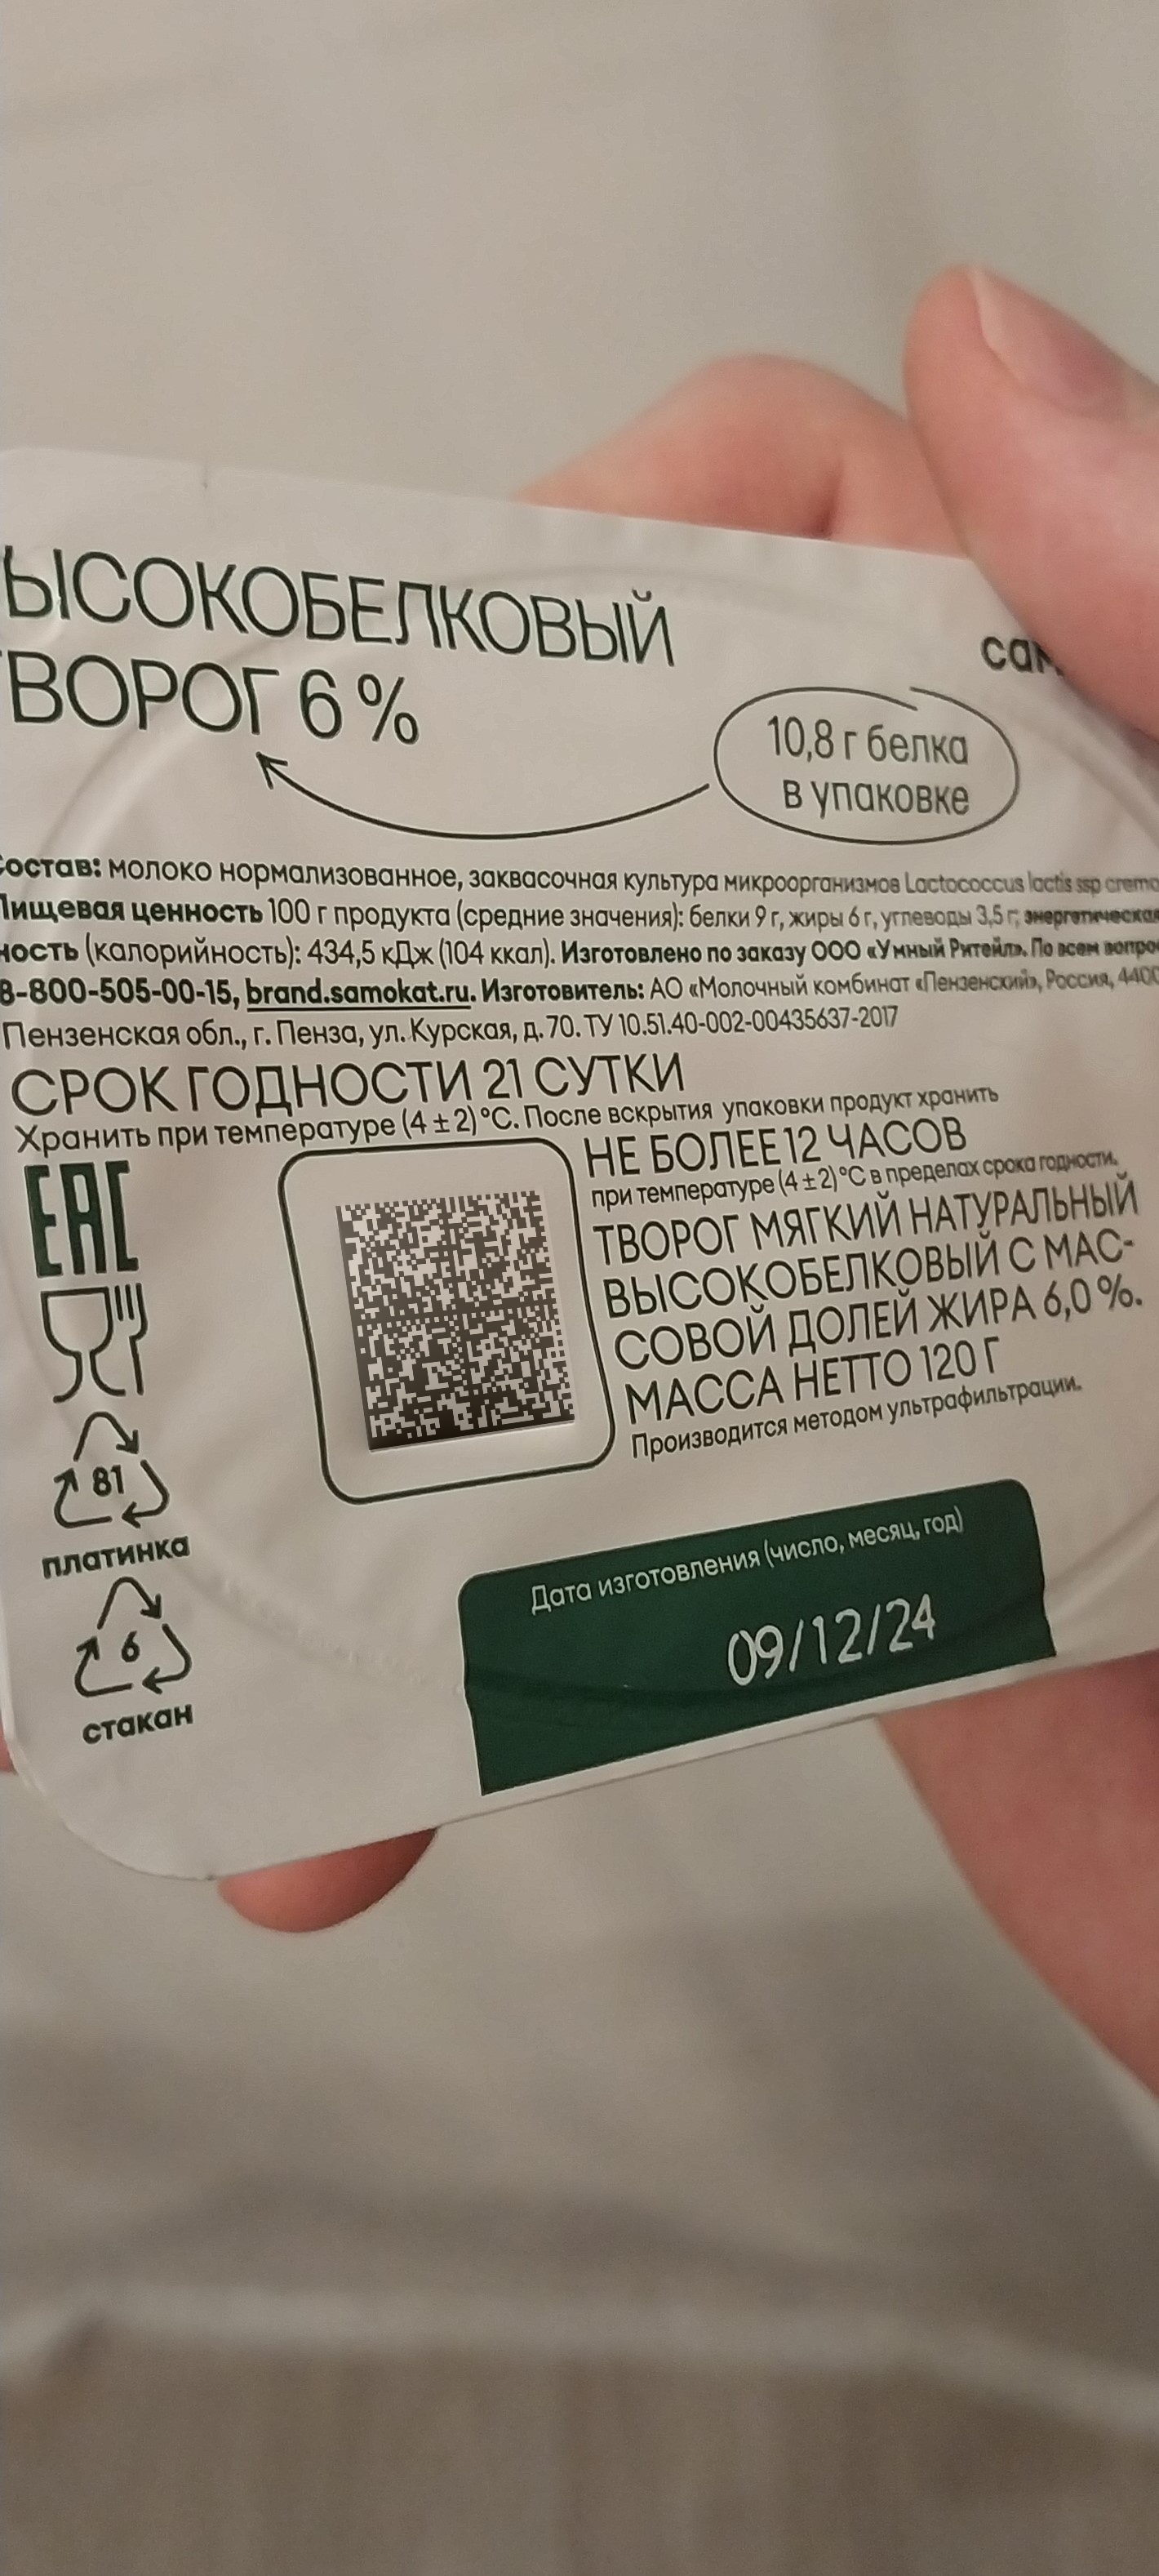 ВЫСОКОБЕЛКОВЫЙ
ТВОРОГ 6 %
10,8 г белка
в упаковке
Состав: молоко нормализованное, заквасочная культура микроорганизмов Lactococcus lactis ssp
Пищевая ценность 100 г продукта (средние значения): белки 9 г, жиры 6 г, углеводы 3,5 г; энергетическая
ность (калорийность): 434,5 кДж (104 ккал). Изготовлено по заказу ООО «Умный Ритейл». По всем
8-800-505-00-15, brand.samokat.ru. Изготовитель: АО «Молочный комбинат «Пензенский», Россия,
Пензенская обл., г. Пенза, ул. Курская, д. 70. ТУ 10.51.40-002-00435637-2017
СРОК ГОДНОСТИ 21 СУТКИ
Хранить при температуре (4 ± 2) °С. После вскрытия упаковки продукт хранить
НЕ БОЛЕЕ 12 ЧАСОВ
при температуре (4 ± 2) °С в пределах срока годности.
ТВОРОГ МЯГКИЙ НАТУРАЛЬНЫЙ
ВЫСОКОБЕЛКОВЫЙ С МАС-
СОВОЙ ДОЛЕЙ ЖИРА 6,0 %.
МАССА НЕТТО 120 Г
Производится методом ультрафильтрации.
EAC
81
платинка
6
стакан
Дата изготовления (число, месяц, год)
09/12/24